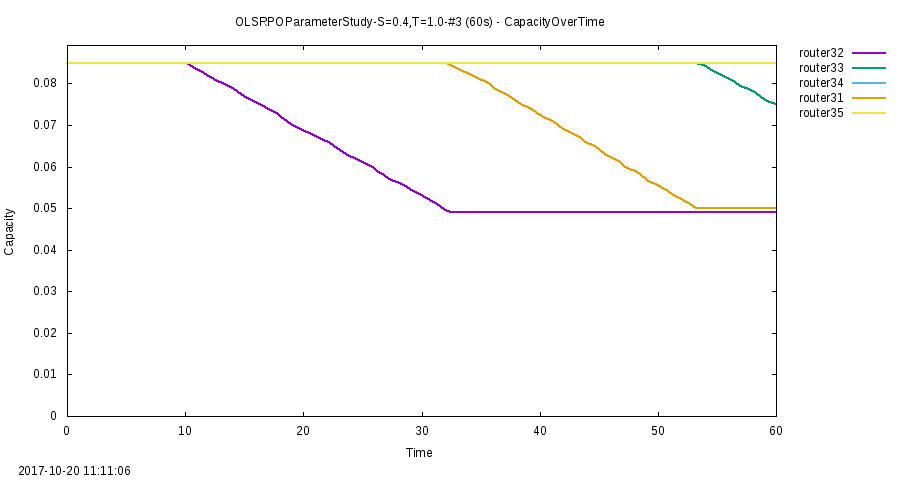 OLSRPOParameterStudy-S=0.4,T=1.0-#3 (60s) - CapacityOverTime
router32
router33
router34
router31
router35
0.08
0.07
0.06
0.05
0.04
0.03
0.02
0.01
0
Capacity
0 10 20 30 40 50 60
Time
2017-10-20 11:11:06